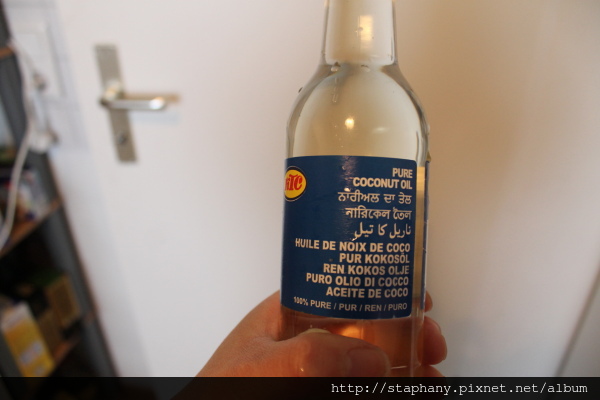 KTC
PURE
COCONUT OIL
ਨਾਰੀਅਲ ਦਾ ਤੇਲ
নারিকেল তৈল
ناریل کا تیل
HUILE DE NOIX DE COCO
PUR KOKOSÖL
REN KOKOS OLJE
PURO OLIO DI COCCO
ACEITE DE COCO
100% PURE / PUR / REN / PURO
http://staphany.pixnet.net/album